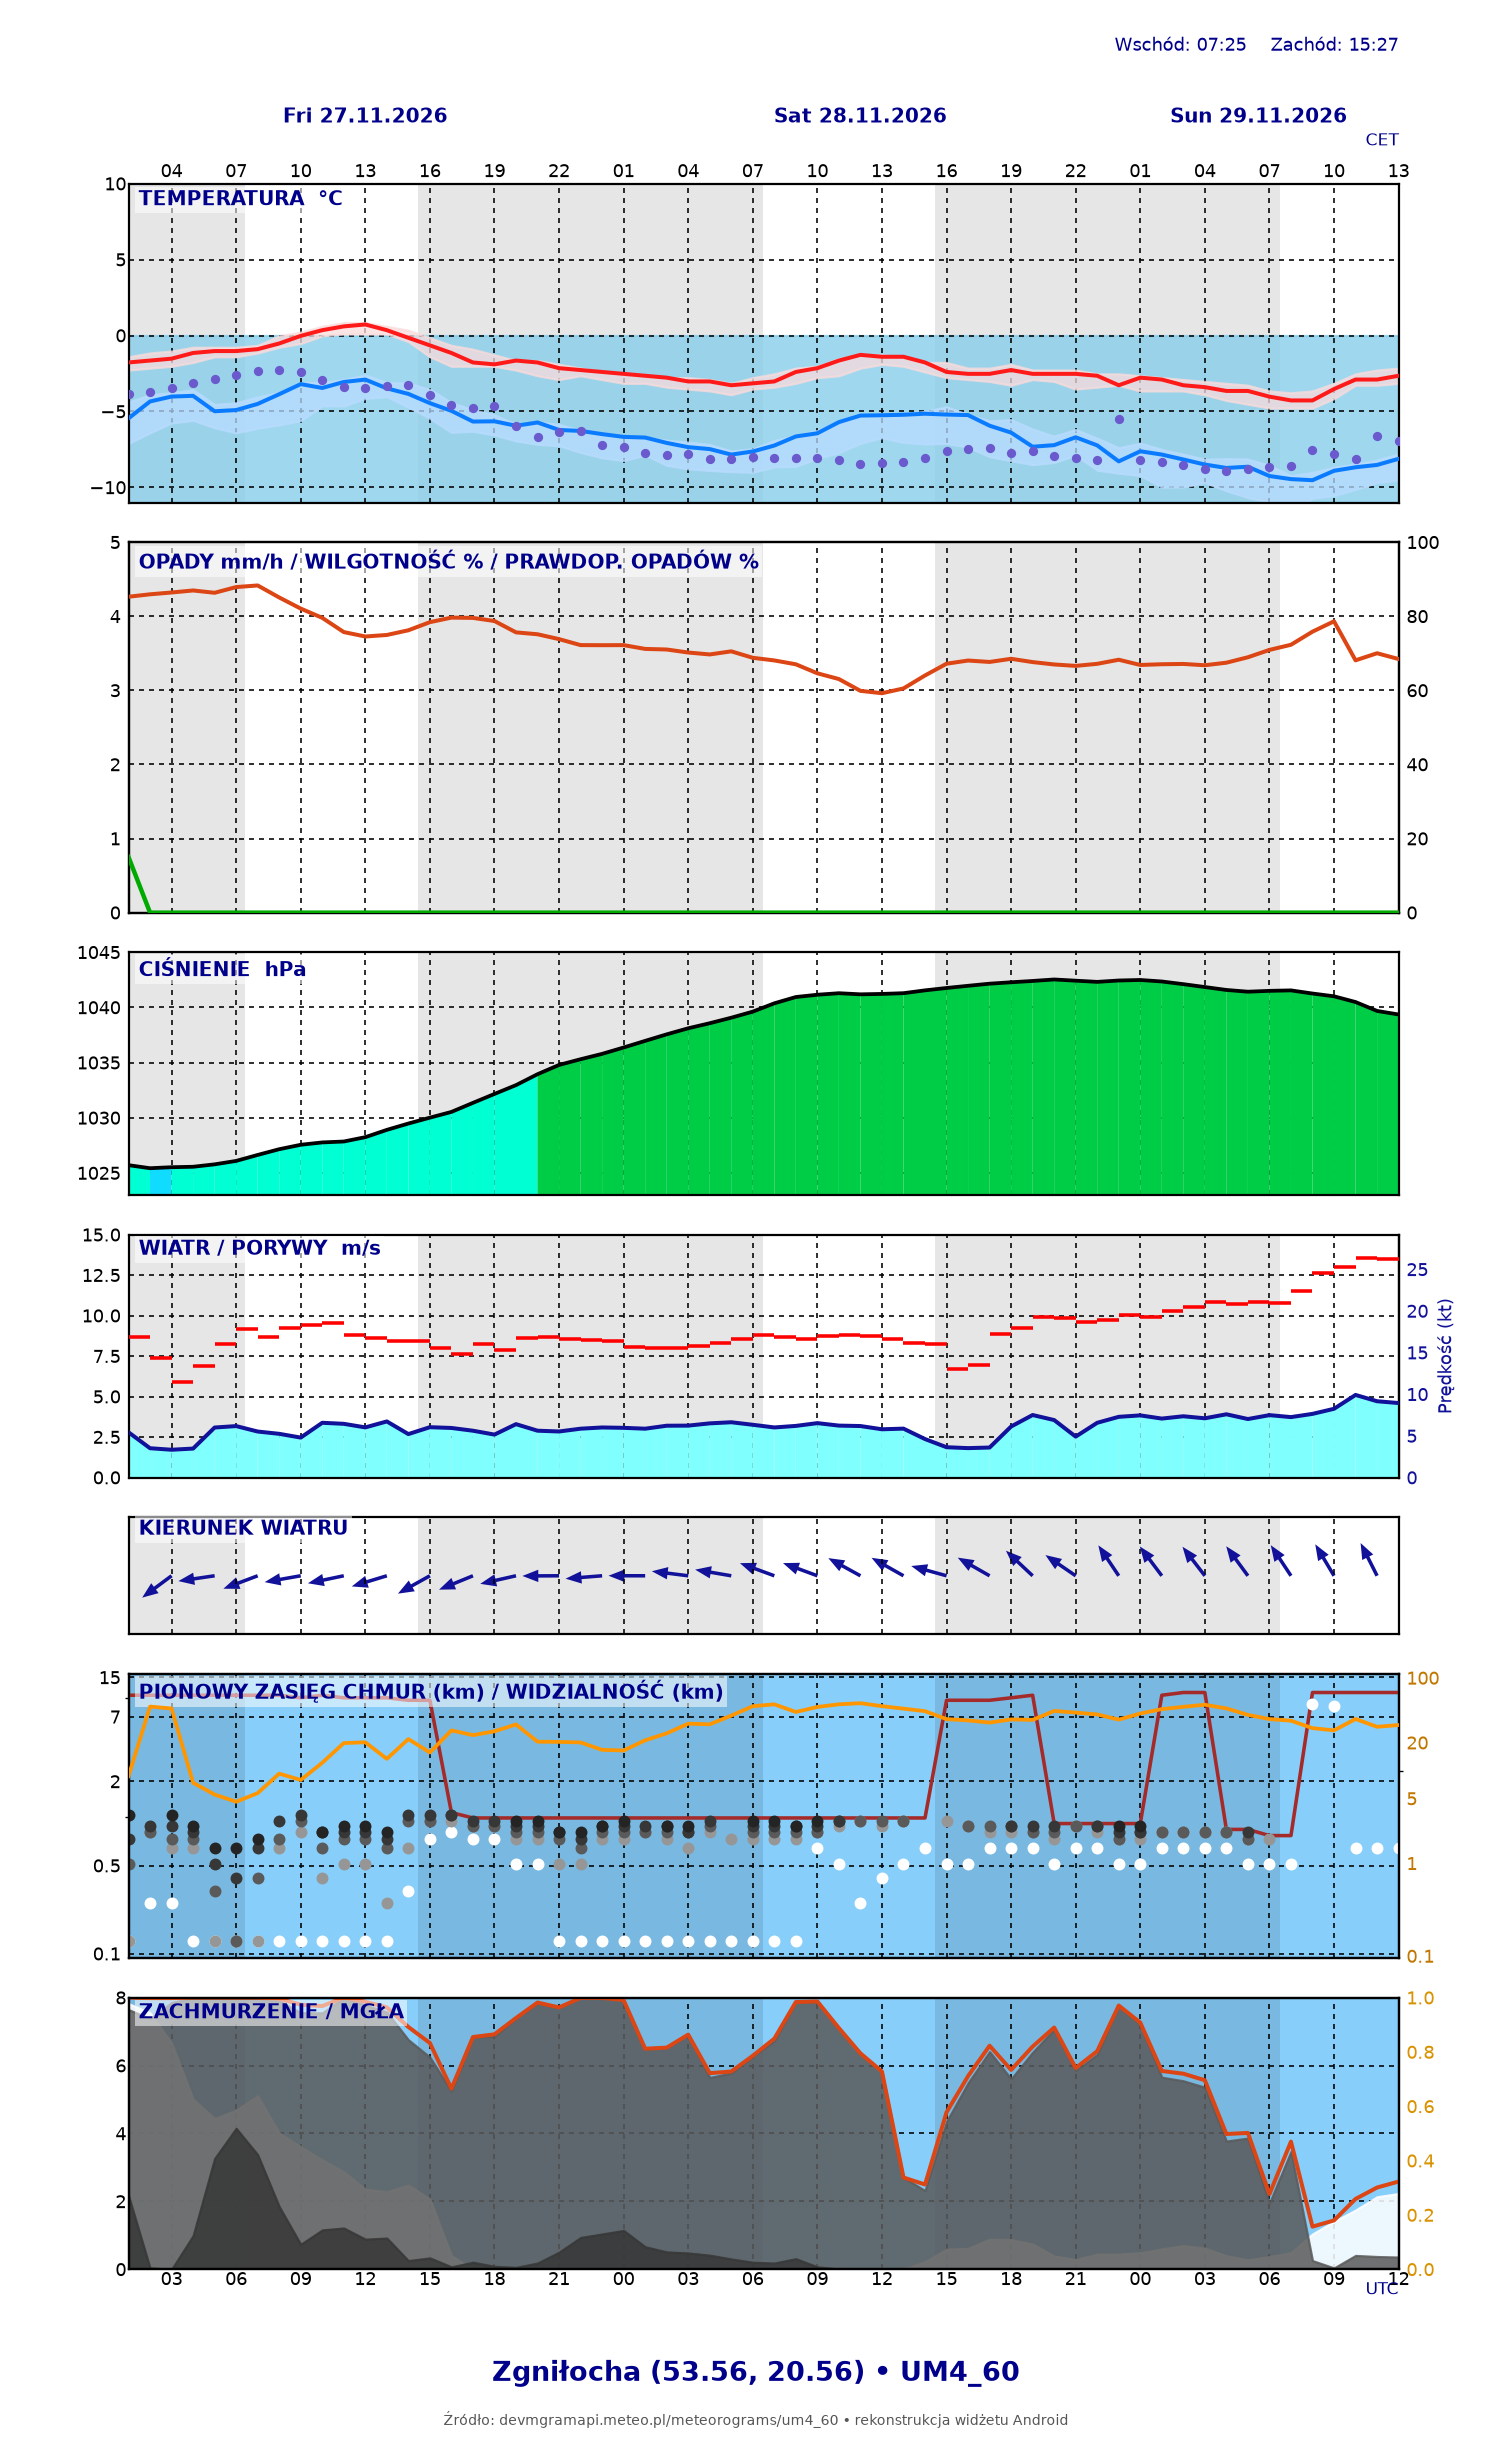 Wschód: 07:25 Zachód: 15:27
Fri 27.11.2026 Sat 28.11.2026 Sun 29.11.2026
CET
04 07 10 13 16 19 22 01 04 07 10 13 16 19 22 01 04 07 10 13
TEMPERATURA °C
10
5
0
−5
−10
OPADY mm/h / WILGOTNOŚĆ % / PRAWDOP. OPADÓW %
5 100
4 80
3 60
2 40
1 20
0 0
CIŚNIENIE hPa
1045
1040
1035
1030
1025
WIATR / PORYWY m/s
15.0
12.5 25
10.0 20
7.5 15
5.0 10
2.5 5
0.0 0
Prędkość (kt)
KIERUNEK WIATRU
PIONOWY ZASIĘG CHMUR (km) / WIDZIALNOŚĆ (km)
15 100
7 20
2 5
0.5 1
0.1 0.1
ZACHMURZENIE / MGŁA
8 1.0
0.8
6 0.6
4 0.4
2 0.2
0 0.0
03 06 09 12 15 18 21 00 03 06 09 12 15 18 21 00 03 06 09 12
UTC
Zgniłocha (53.56, 20.56) • UM4_60
Źródło: devmgramapi.meteo.pl/meteorograms/um4_60 • rekonstrukcja widżetu Android